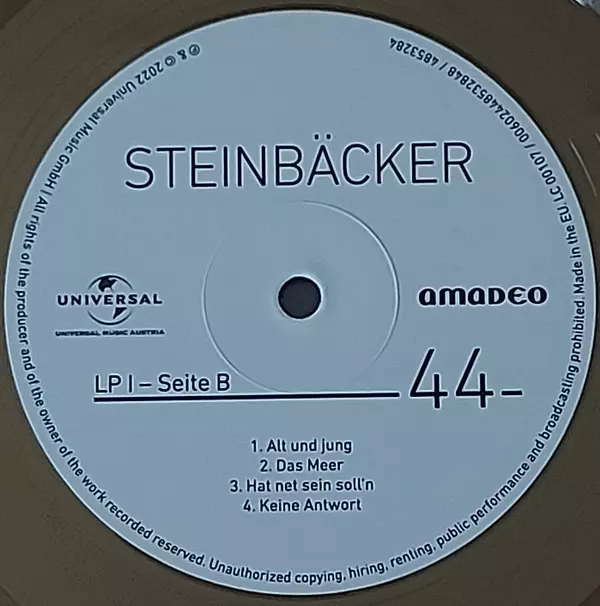 ℗ & © 2022 Universal Music GmbH | All rights of the producer and of the owner of the work recorded reserved. Unauthorized copying, hiring, renting, public performance and broadcasting prohibited. Made in the EU. LC 00107 / 00602448532848 / 4853284
STEINBÄCKER
UNIVERSAL
UNIVERSAL MUSIC AUSTRIA
AMADEO
LP I – Seite B
44-
1. Alt und jung
2. Das Meer
3. Hat net sein soll'n
4. Keine Antwort